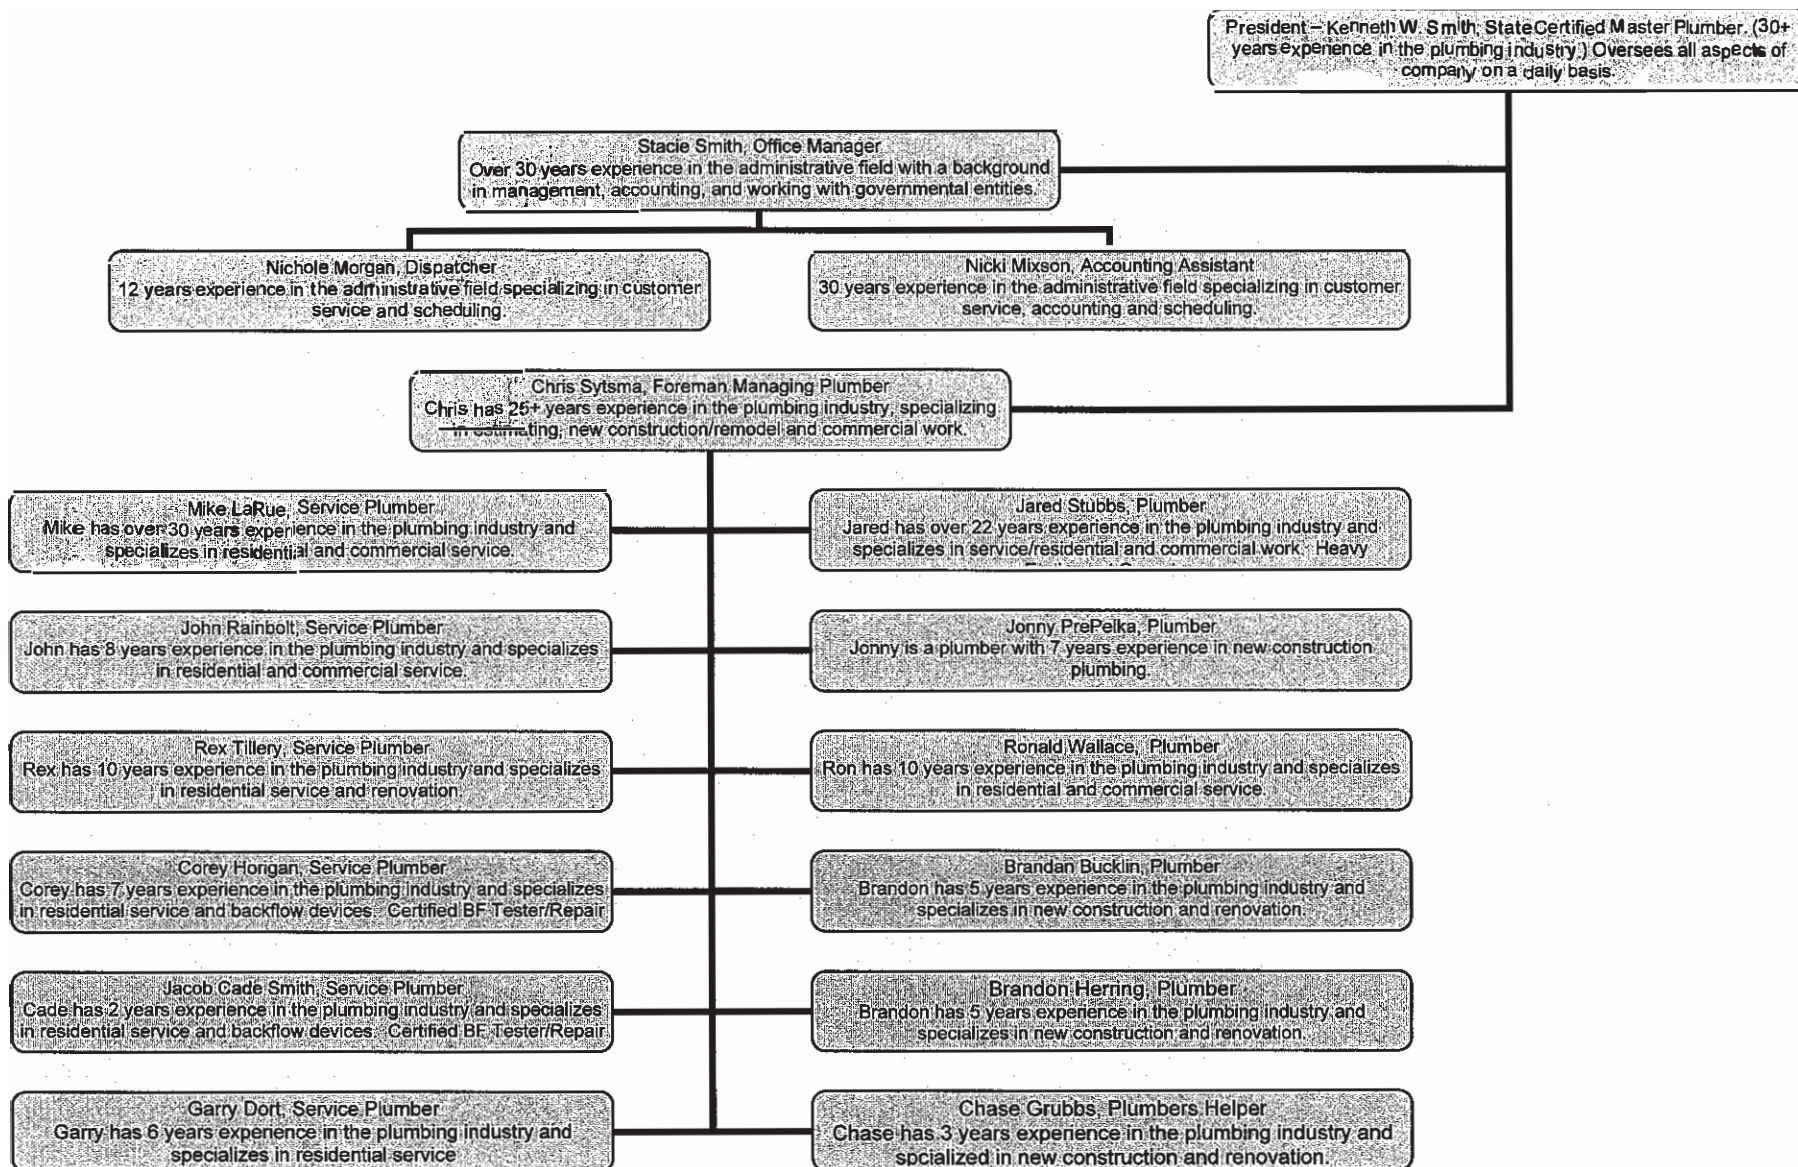 President – Kenneth W. Smith, State Certified Master Plumber. (30+
years experience in the plumbing industry.) Oversees all aspects of
company on a daily basis.
Stacie Smith, Office Manager
Over 30 years experience in the administrative field with a background
in management, accounting, and working with governmental entities.
Nichole Morgan, Dispatcher
12 years experience in the administrative field specializing in customer
service and scheduling.
Nicki Mixson, Accounting Assistant
30 years experience in the administrative field specializing in customer
service, accounting and scheduling.
Chris Sytsma, Foreman Managing Plumber
Chris has 25+ years experience in the plumbing industry, specializing
in estimating, new construction/remodel and commercial work.
Mike LaRue, Service Plumber
Mike has over 30 years experience in the plumbing industry and
specializes in residential and commercial service.
Jared Stubbs, Plumber
Jared has over 22 years experience in the plumbing industry and
specializes in service/residential and commercial work. Heavy
John Rainbolt, Service Plumber
John has 8 years experience in the plumbing industry and specializes
in residential and commercial service.
Jonny PrePelka, Plumber
Jonny is a plumber with 7 years experience in new construction
plumbing.
Rex Tillery, Service Plumber
Rex has 10 years experience in the plumbing industry and specializes
in residential service and renovation.
Ronald Wallace, Plumber
Ron has 10 years experience in the plumbing industry and specializes
in residential and commercial service.
Corey Horigan, Service Plumber
Corey has 7 years experience in the plumbing industry and specializes
in residential service and backflow devices. Certified BF Tester/Repair
Brandan Bucklin, Plumber
Brandon has 5 years experience in the plumbing industry and
specializes in new construction and renovation.
Jacob Cade Smith, Service Plumber
Cade has 2 years experience in the plumbing industry and specializes
in residential service and backflow devices. Certified BF Tester/Repair
Brandon Herring, Plumber
Brandon has 5 years experience in the plumbing industry and
specializes in new construction and renovation.
Garry Dort, Service Plumber
Garry has 6 years experience in the plumbing industry and
specializes in residential service
Chase Grubbs, Plumbers Helper
Chase has 3 years experience in the plumbing industry and
spcialized in new construction and renovation.